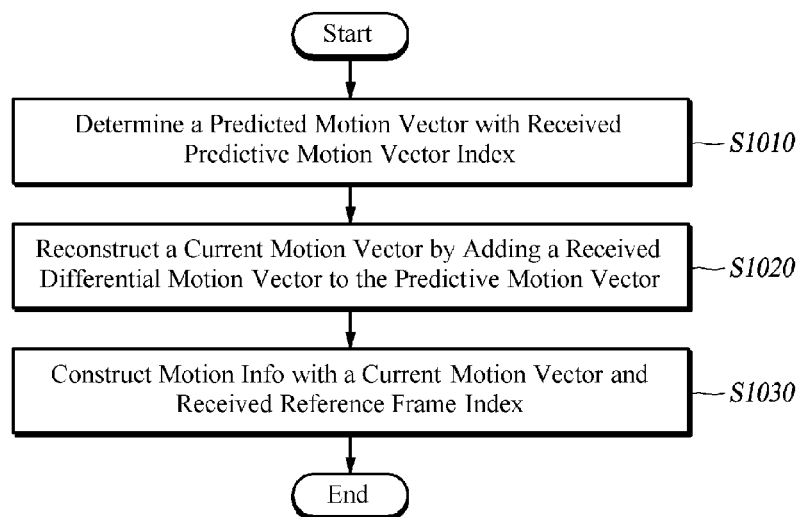 Start
Determine a Predicted Motion Vector with Received
Predictive Motion Vector Index
S1010
Reconstruct a Current Motion Vector by Adding a Received
Differential Motion Vector to the Predictive Motion Vector
S1020
Construct Motion Info with a Current Motion Vector and
Received Reference Frame Index
S1030
End